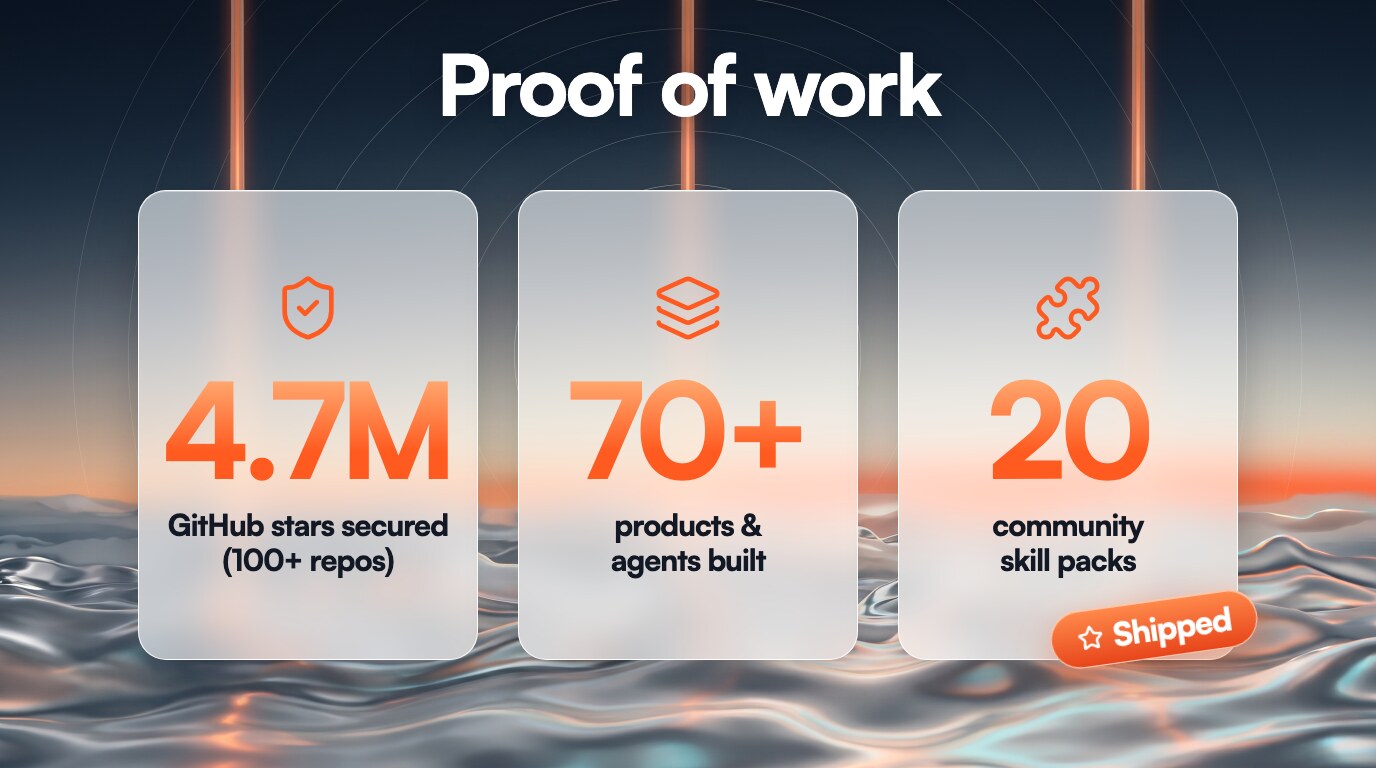 Proof of work
4.7M
GitHub stars secured
(100+ repos)
70+
products &
agents built
20
community
skill packs
Shipped